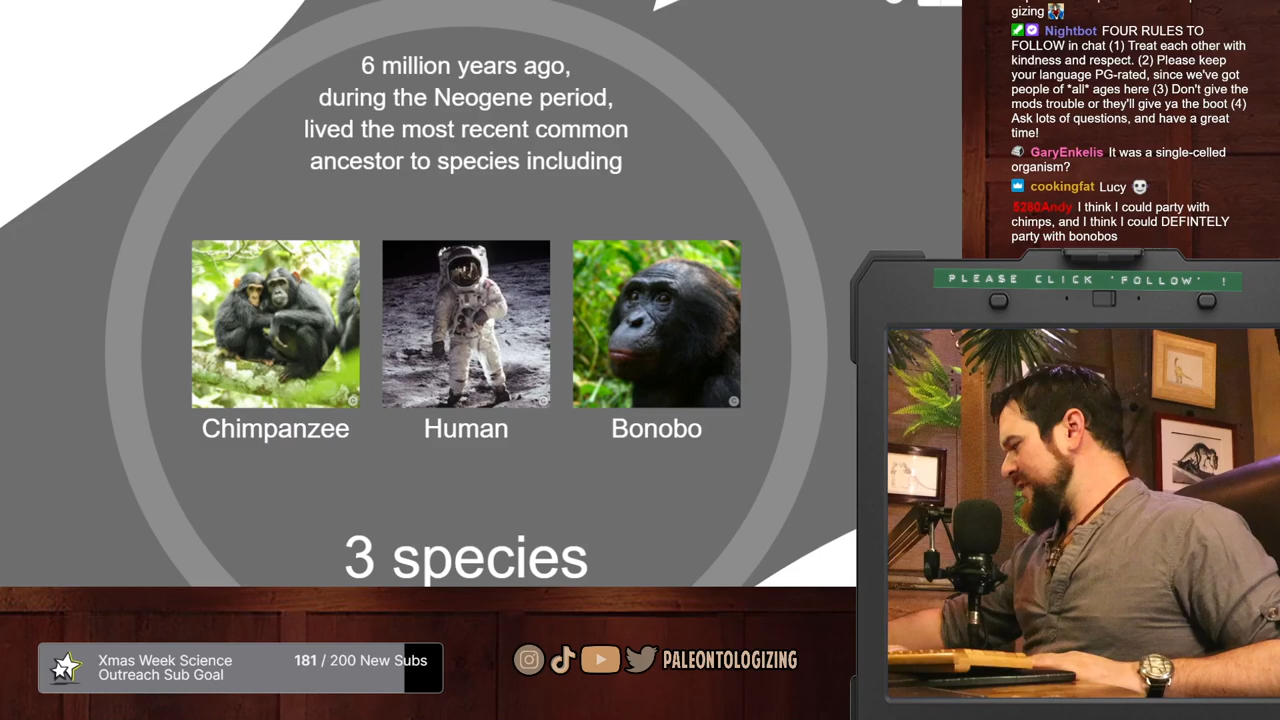 6 million years ago,
during the Neogene period,
lived the most recent common
ancestor to species including
Chimpanzee
Human
Bonobo
3 species
gizing
Nightbot FOUR RULES TO
FOLLOW in chat (1) Treat each other with
kindness and respect. (2) Please keep
your language PG-rated, since we've got
people of *all* ages here (3) Don't give the
mods trouble or they'll give ya the boot (4)
Ask lots of questions, and have a great
time!
GaryEnkelis It was a single-celled
organism?
cookingfat Lucy
5280Andy I think I could party with
chimps, and I think I could DEFINTELY
party with bonobos
PLEASE CLICK "FOLLOW" !
Xmas Week Science
Outreach Sub Goal
181 / 200 New Subs
PALEONTOLOGIZING